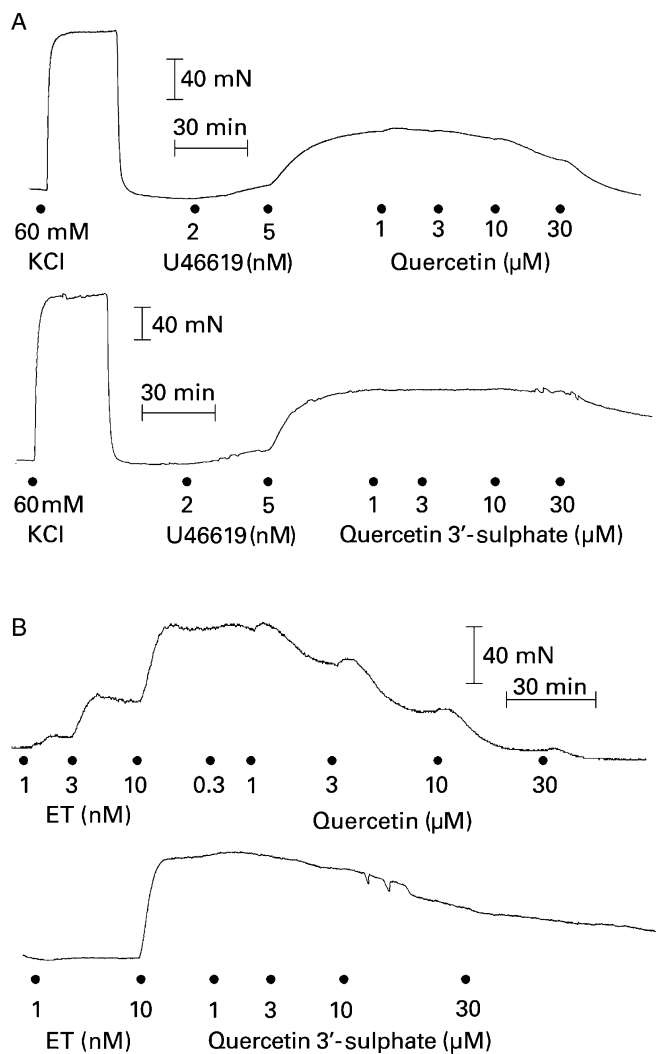 A
40 mN
30 min
60 mM 2 5 1 3 10 30
KCl U46619 (nM) Quercetin (µM)
40 mN
30 min
60 mM 2 5 1 3 10 30
KCl U46619 (nM) Quercetin 3′-sulphate (µM)
B
40 mN
30 min
1 3 10 0.3 1 3 10 30
ET (nM) Quercetin (µM)
1 10 1 3 10 30
ET (nM) Quercetin 3′-sulphate (µM)